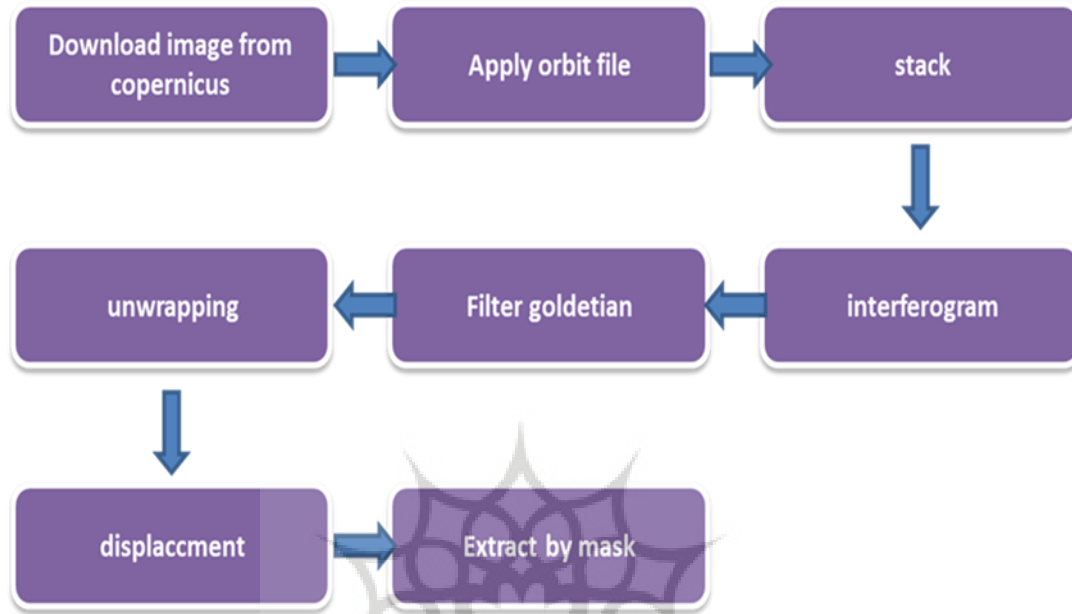 Download image from
copernicus
Apply orbit file
stack
interferogram
Filter goldetian
unwrapping
displaccment
Extract by mask